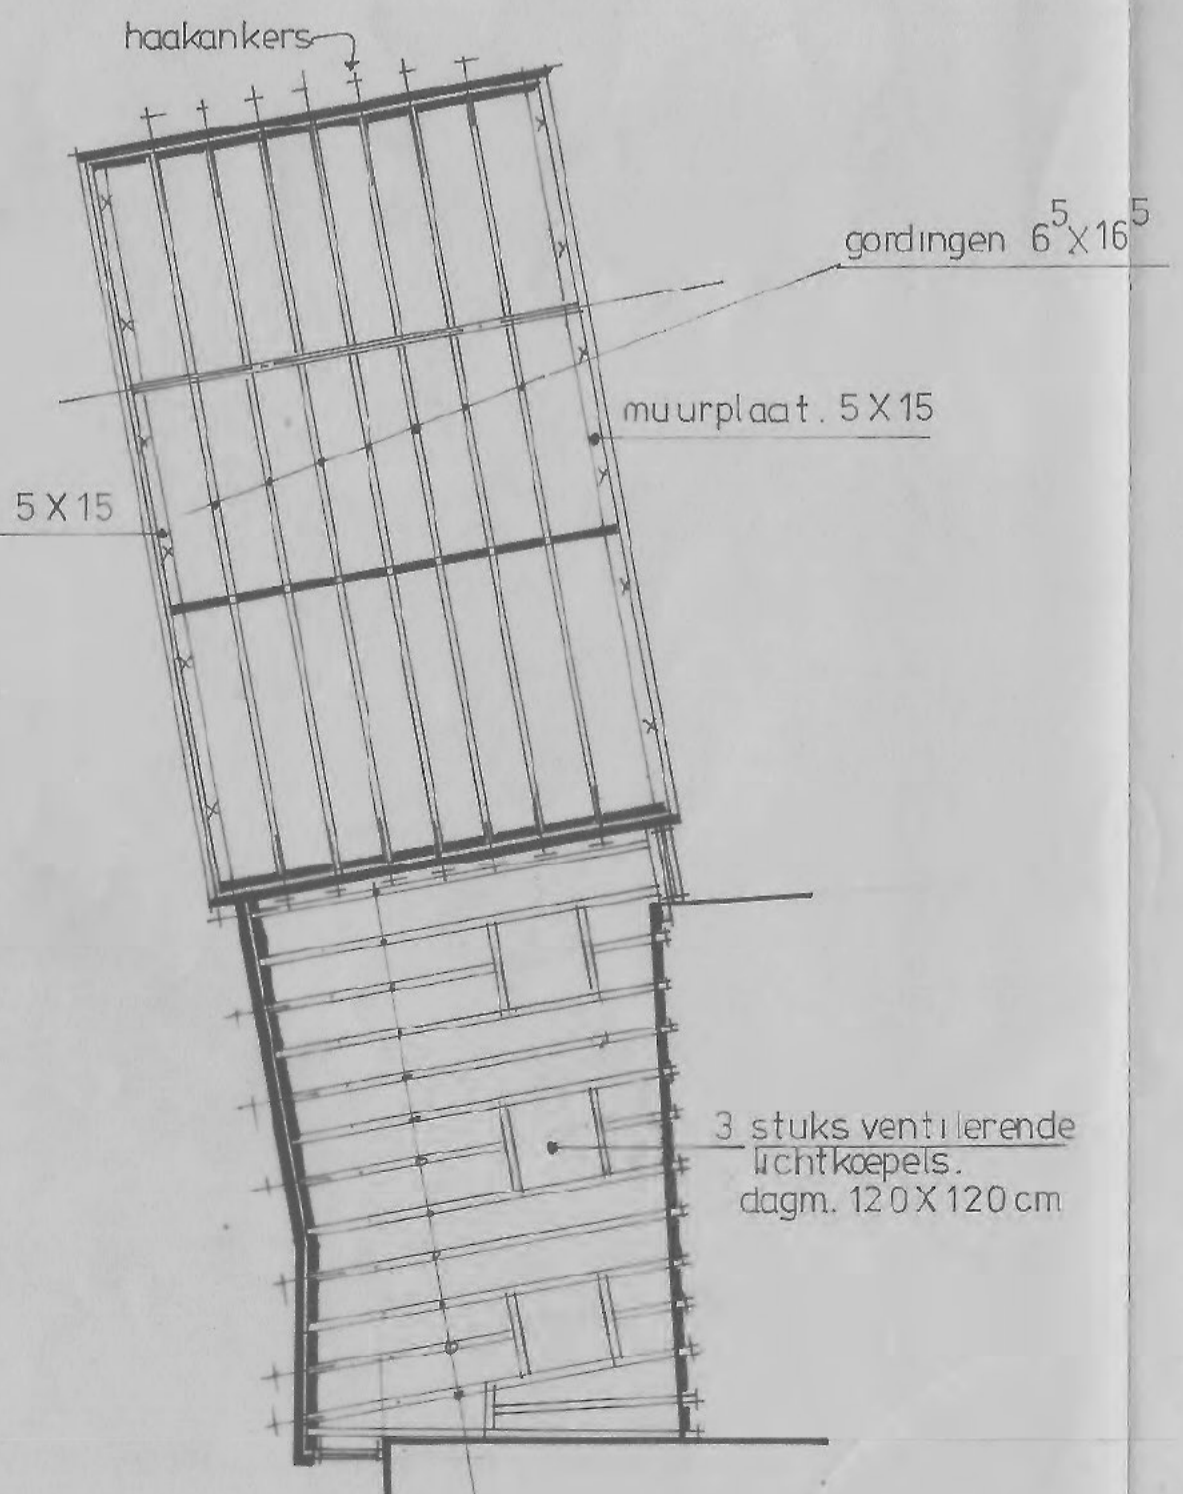 haakankers
gordingen 6⁵X16⁵
muurplaat. 5X15
5X15
3 stuks ventilerende
lichtkoepels.
dagm. 120X120cm